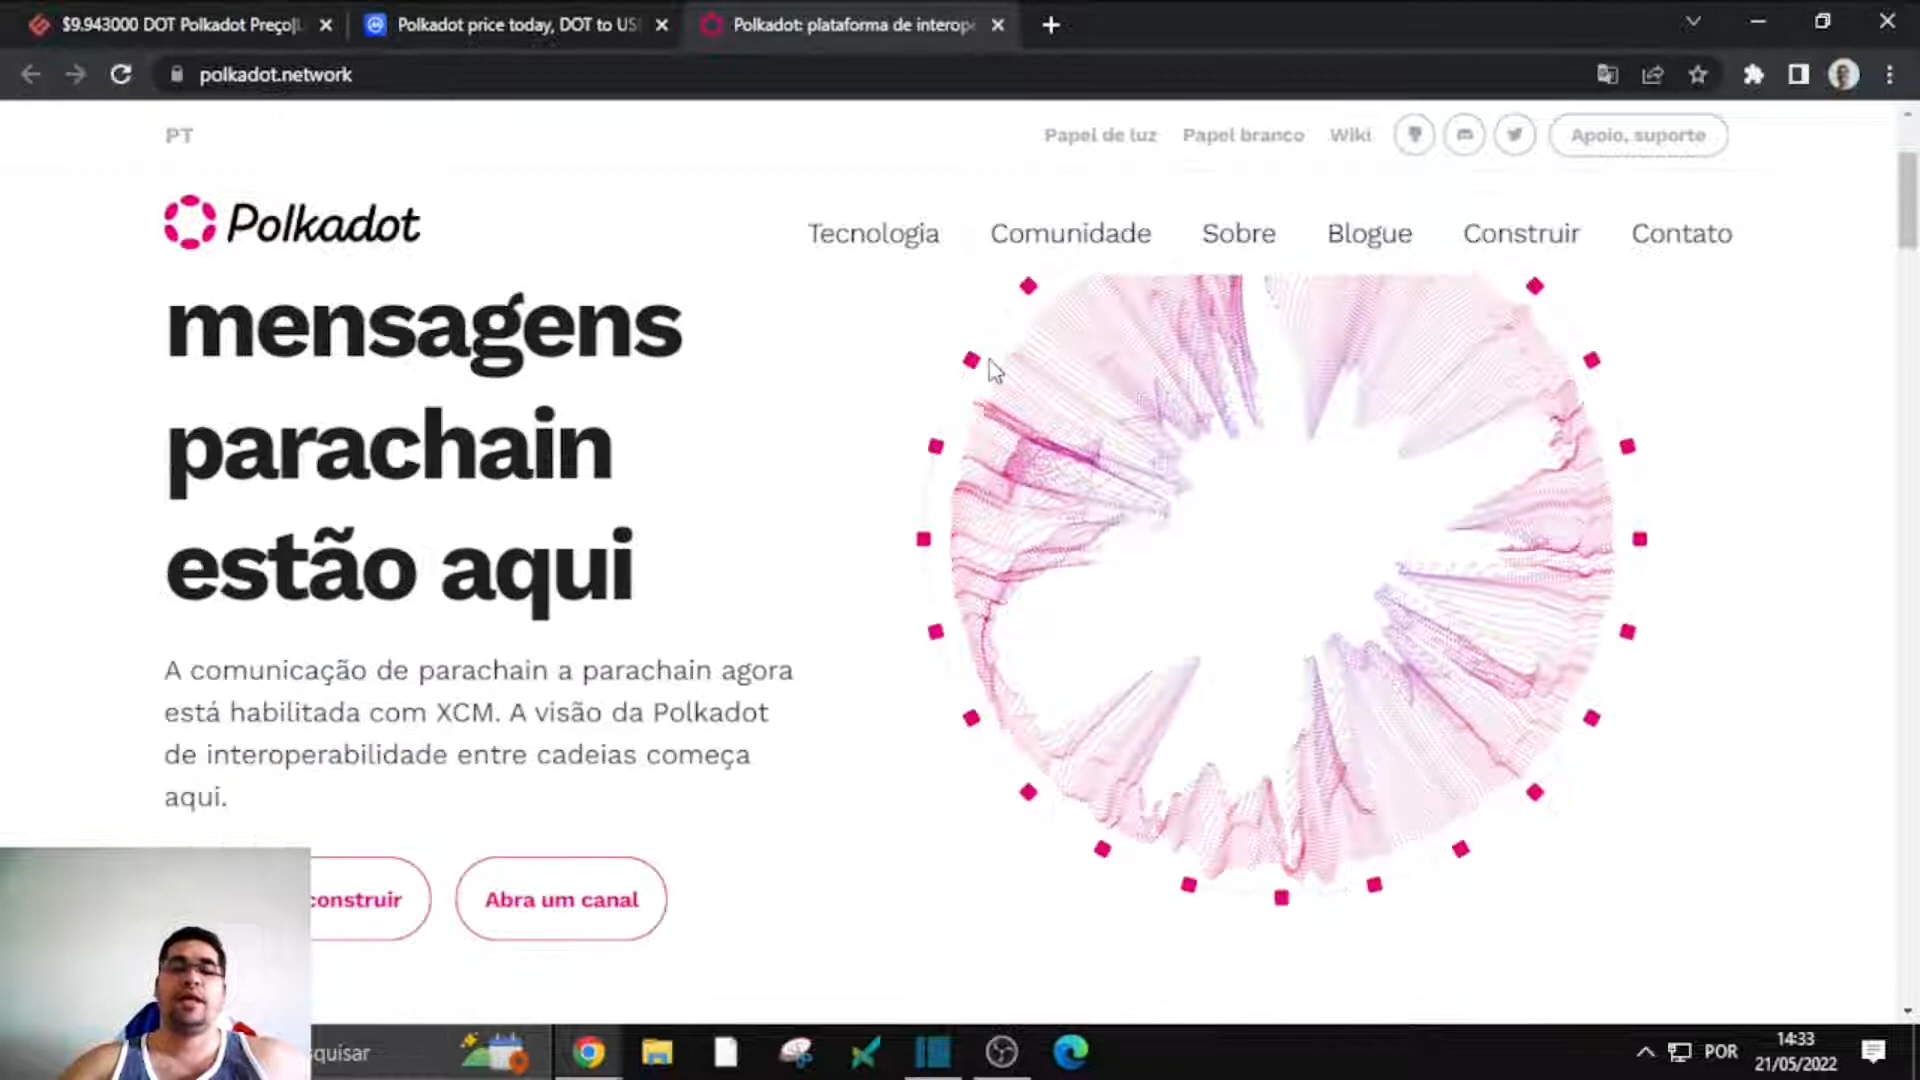 $9.943000 DOT Polkadot Preço|
Polkadot price today, DOT to US
Polkadot: plataforma de interop
polkadot.network
PT
Papel de luz
Papel branco
Wiki
Apoio, suporte
Polkadot
Tecnologia
Comunidade
Sobre
Blogue
Construir
Contato
mensagens
parachain
estão aqui
A comunicação de parachain a parachain agora
está habilitada com XCM. A visão da Polkadot
de interoperabilidade entre cadeias começa
aqui.
construir
Abra um canal
quisar
POR
14:33
21/05/2022